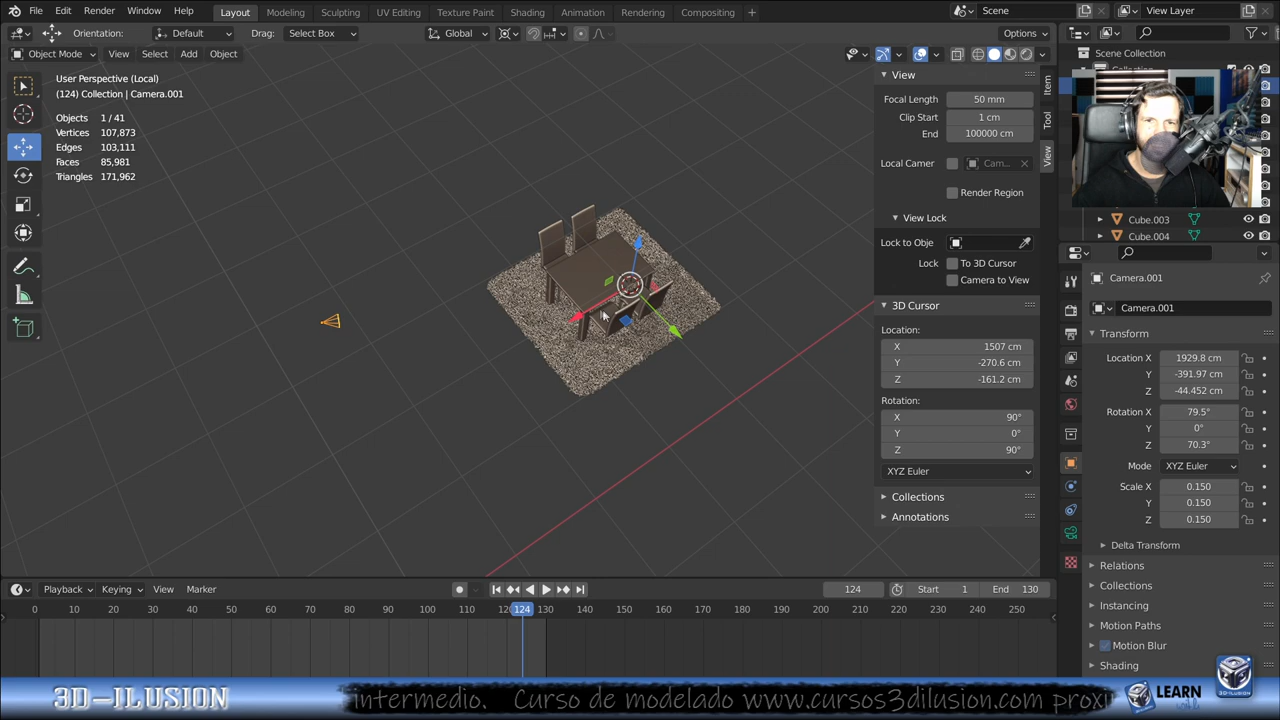 File Edit Render Window Help Layout Modeling Sculpting UV Editing Texture Paint Shading Animation Rendering Compositing + Scene View Layer
Orientation: Default Drag: Select Box Global Options
Object Mode View Select Add Object
User Perspective (Local)
(124) Collection | Camera.001
Objects 1 / 41
Vertices 107,873
Edges 103,111
Faces 85,981
Triangles 171,962
View
Focal Length 50 mm
Clip Start 1 cm
End 100000 cm
Local Camer Cam...
Render Region
View Lock
Lock to Obje
Lock To 3D Cursor
Camera to View
3D Cursor
Location:
X 1507 cm
Y -270.6 cm
Z -161.2 cm
Rotation:
X 90°
Y 0°
Z 90°
XYZ Euler
Collections
Annotations
Item
Tool
View
Scene Collection
Cube.003
Cube.004
Camera.001
Camera.001
Transform
Location X 1929.8 cm
Y -391.97 cm
Z -44.452 cm
Rotation X 79.5°
Y 0°
Z 70.3°
Mode XYZ Euler
Scale X 0.150
Y 0.150
Z 0.150
Delta Transform
Relations
Collections
Instancing
Motion Paths
Motion Blur
Shading
Playback Keying View Marker 124 Start 1 End 130
0 10 20 30 40 50 60 70 80 90 100 110 120 124 130 140 150 160 170 180 190 200 210 220 230 240 250
3D-ILUSION intermedio. Curso de modelado www.cursos3dilusion.com proxi LEARN